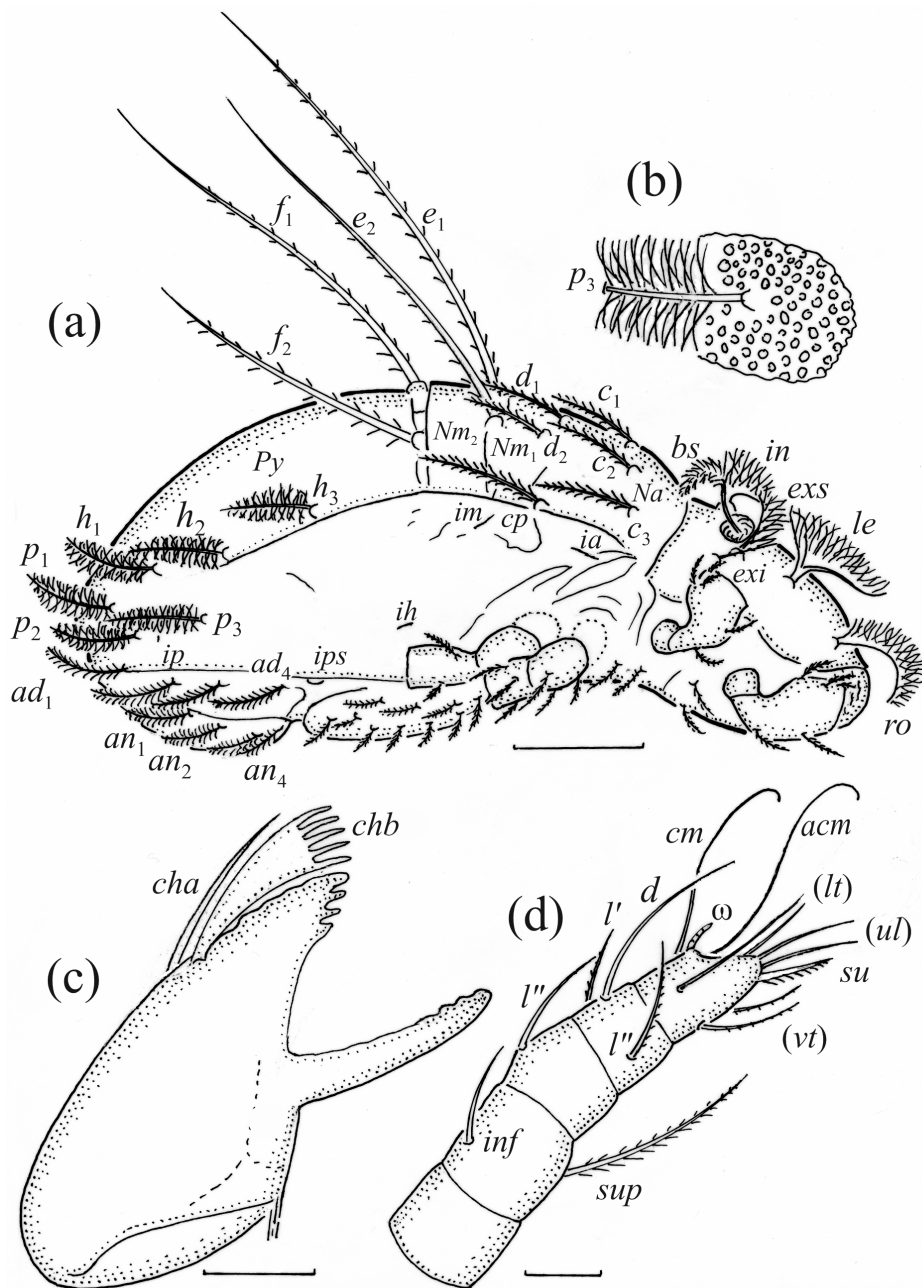 (a)
f₁
e₂
e₁
f₂
(b)
p₃
d₁
c₁
Nm₂
Nm₁
d₂
c₂
bs
in
exs
le
Py
h₃
Na
h₁
h₂
im
cp
c₃
ia
exi
p₁
p₂
p₃
ih
ip
ad₄
ips
ad₁
an₁
an₂
an₄
ro
(c)
cha
chb
(d)
cm
acm
d
l'
ω
(lt)
(ul)
su
l"
l"
(vt)
inf
sup